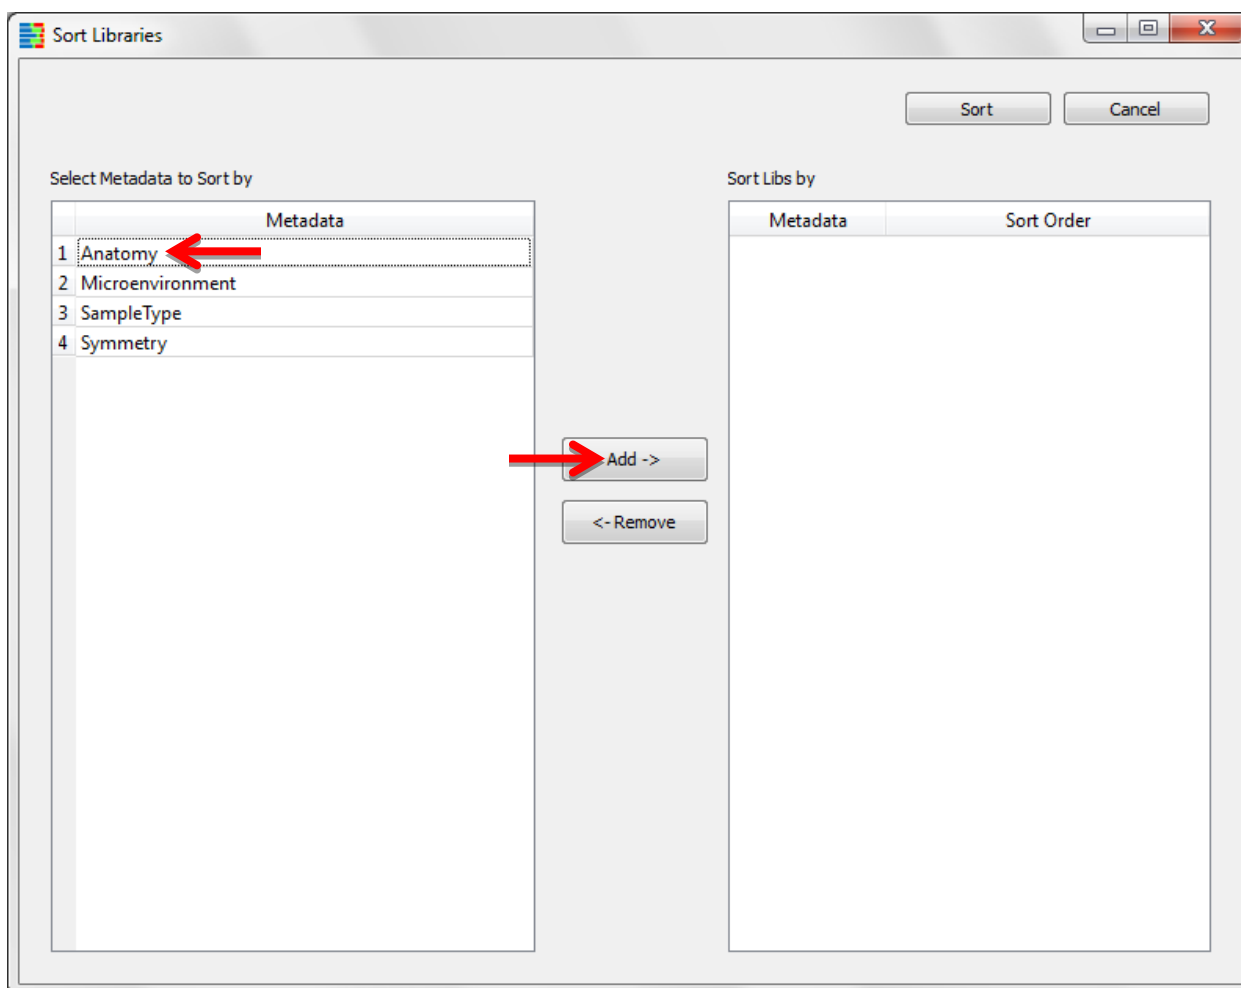 Sort Libraries
Sort Cancel
Select Metadata to Sort by Sort Libs by
Metadata Metadata Sort Order
1 Anatomy
2 Microenvironment
3 SampleType
4 Symmetry
Add ->
<- Remove